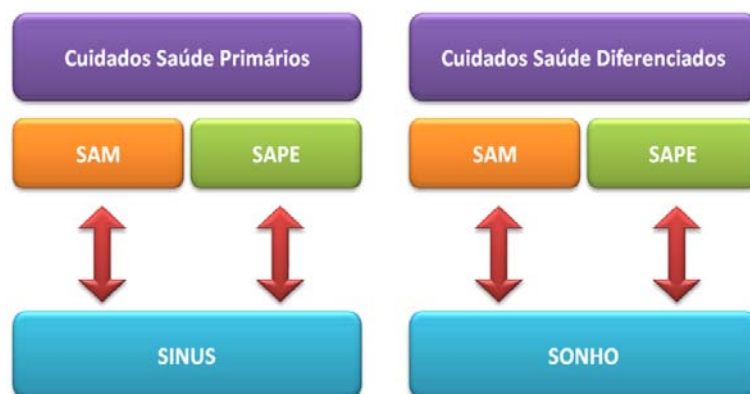 Cuidados Saúde Primários
Cuidados Saúde Diferenciados
SAM
SAPE
SAM
SAPE
SINUS
SONHO